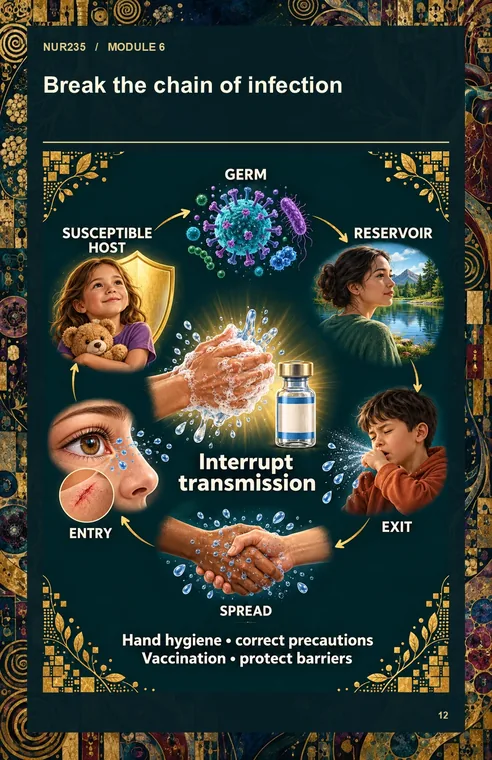 NUR235 / MODULE 6
Break the chain of infection
GERM
SUSCEPTIBLE
HOST
RESERVOIR
Interrupt
transmission
ENTRY
EXIT
SPREAD
Hand hygiene • correct precautions
Vaccination • protect barriers
12